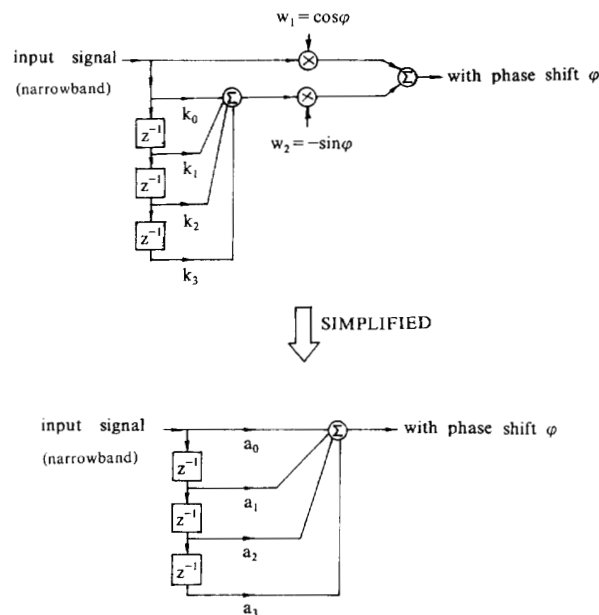 w₁ = cosφ
input signal
(narrowband)
× 
Σ
with phase shift φ
k₀
Σ
×
w₂ = −sinφ
z⁻¹
k₁
z⁻¹
k₂
z⁻¹
k₃
SIMPLIFIED
input signal
(narrowband)
Σ
with phase shift φ
a₀
z⁻¹
a₁
z⁻¹
a₂
z⁻¹
a₃